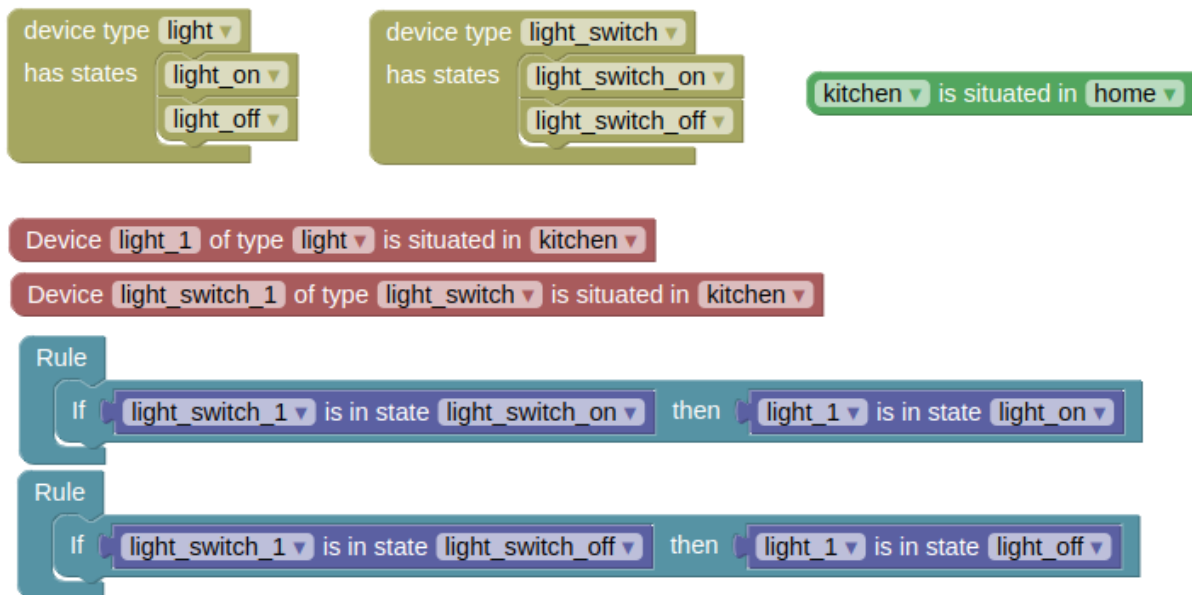 device type light
has states light_on
light_off
device type light_switch
has states light_switch_on
light_switch_off
kitchen is situated in home
Device light_1 of type light is situated in kitchen
Device light_switch_1 of type light_switch is situated in kitchen
Rule
If light_switch_1 is in state light_switch_on then light_1 is in state light_on
Rule
If light_switch_1 is in state light_switch_off then light_1 is in state light_off